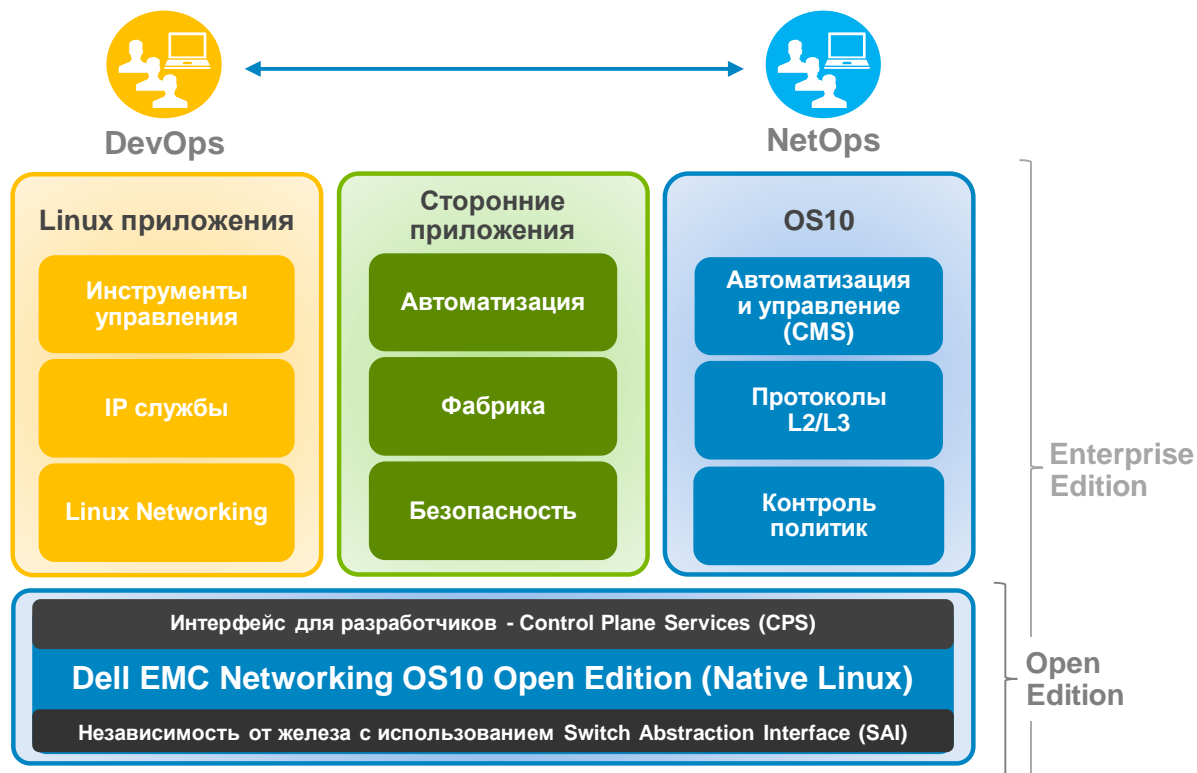 DevOps
NetOps
Linux приложения
Инструменты
управления
IP службы
Linux Networking
Сторонние
приложения
Автоматизация
Фабрика
Безопасность
OS10
Автоматизация
и управление
(CMS)
Протоколы
L2/L3
Контроль
политик
Enterprise
Edition
Интерфейс для разработчиков - Control Plane Services (CPS)
Dell EMC Networking OS10 Open Edition (Native Linux)
Независимость от железа с использованием Switch Abstraction Interface (SAI)
Open
Edition